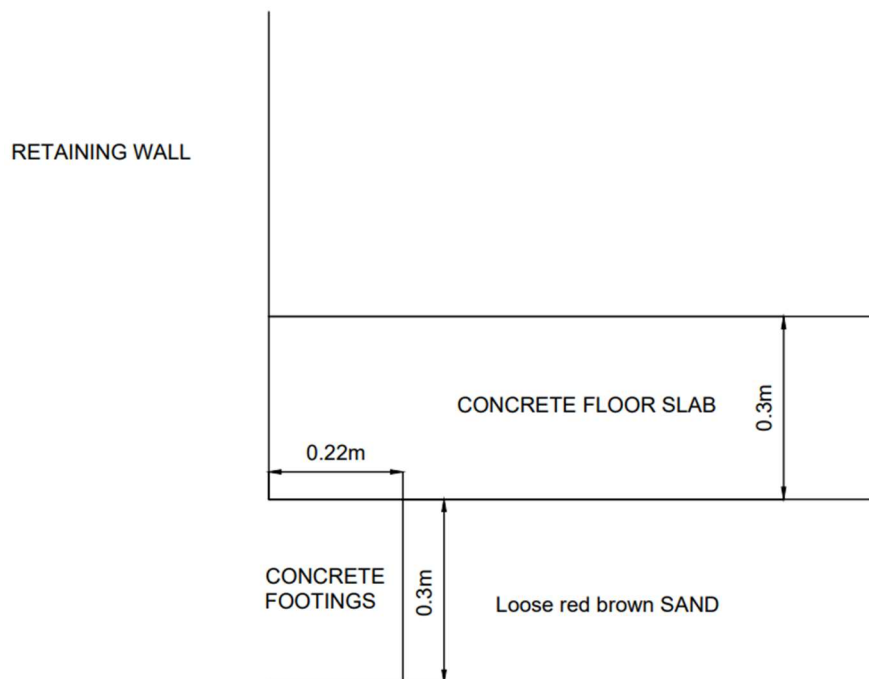 RETAINING WALL
CONCRETE FLOOR SLAB
0.3m
0.22m
CONCRETE
FOOTINGS
0.3m
Loose red brown SAND